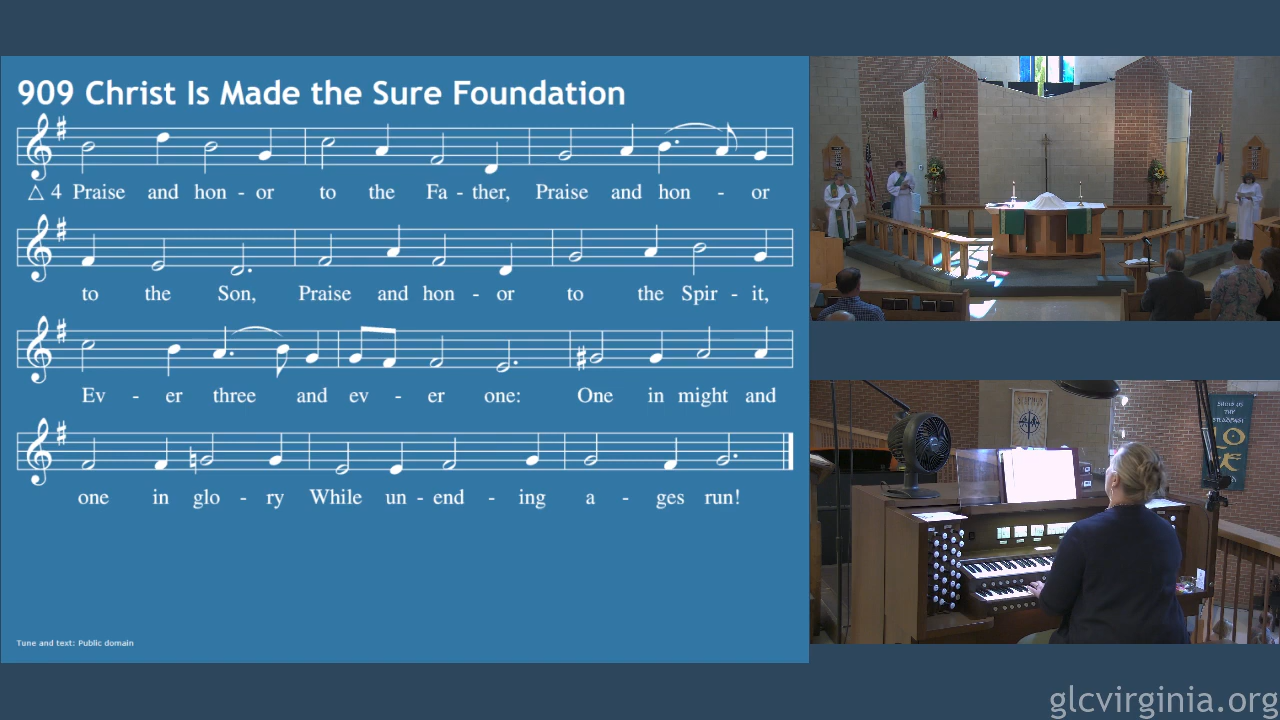 909 Christ Is Made the Sure Foundation
△ 4 Praise and hon - or to the Fa - ther, Praise and hon - or
to the Son, Praise and hon - or to the Spir - it,
Ev - er three and ev - er one: One in might and
one in glo - ry While un - end - ing a - ges run!
Tune and text: Public domain
glcvirginia.org